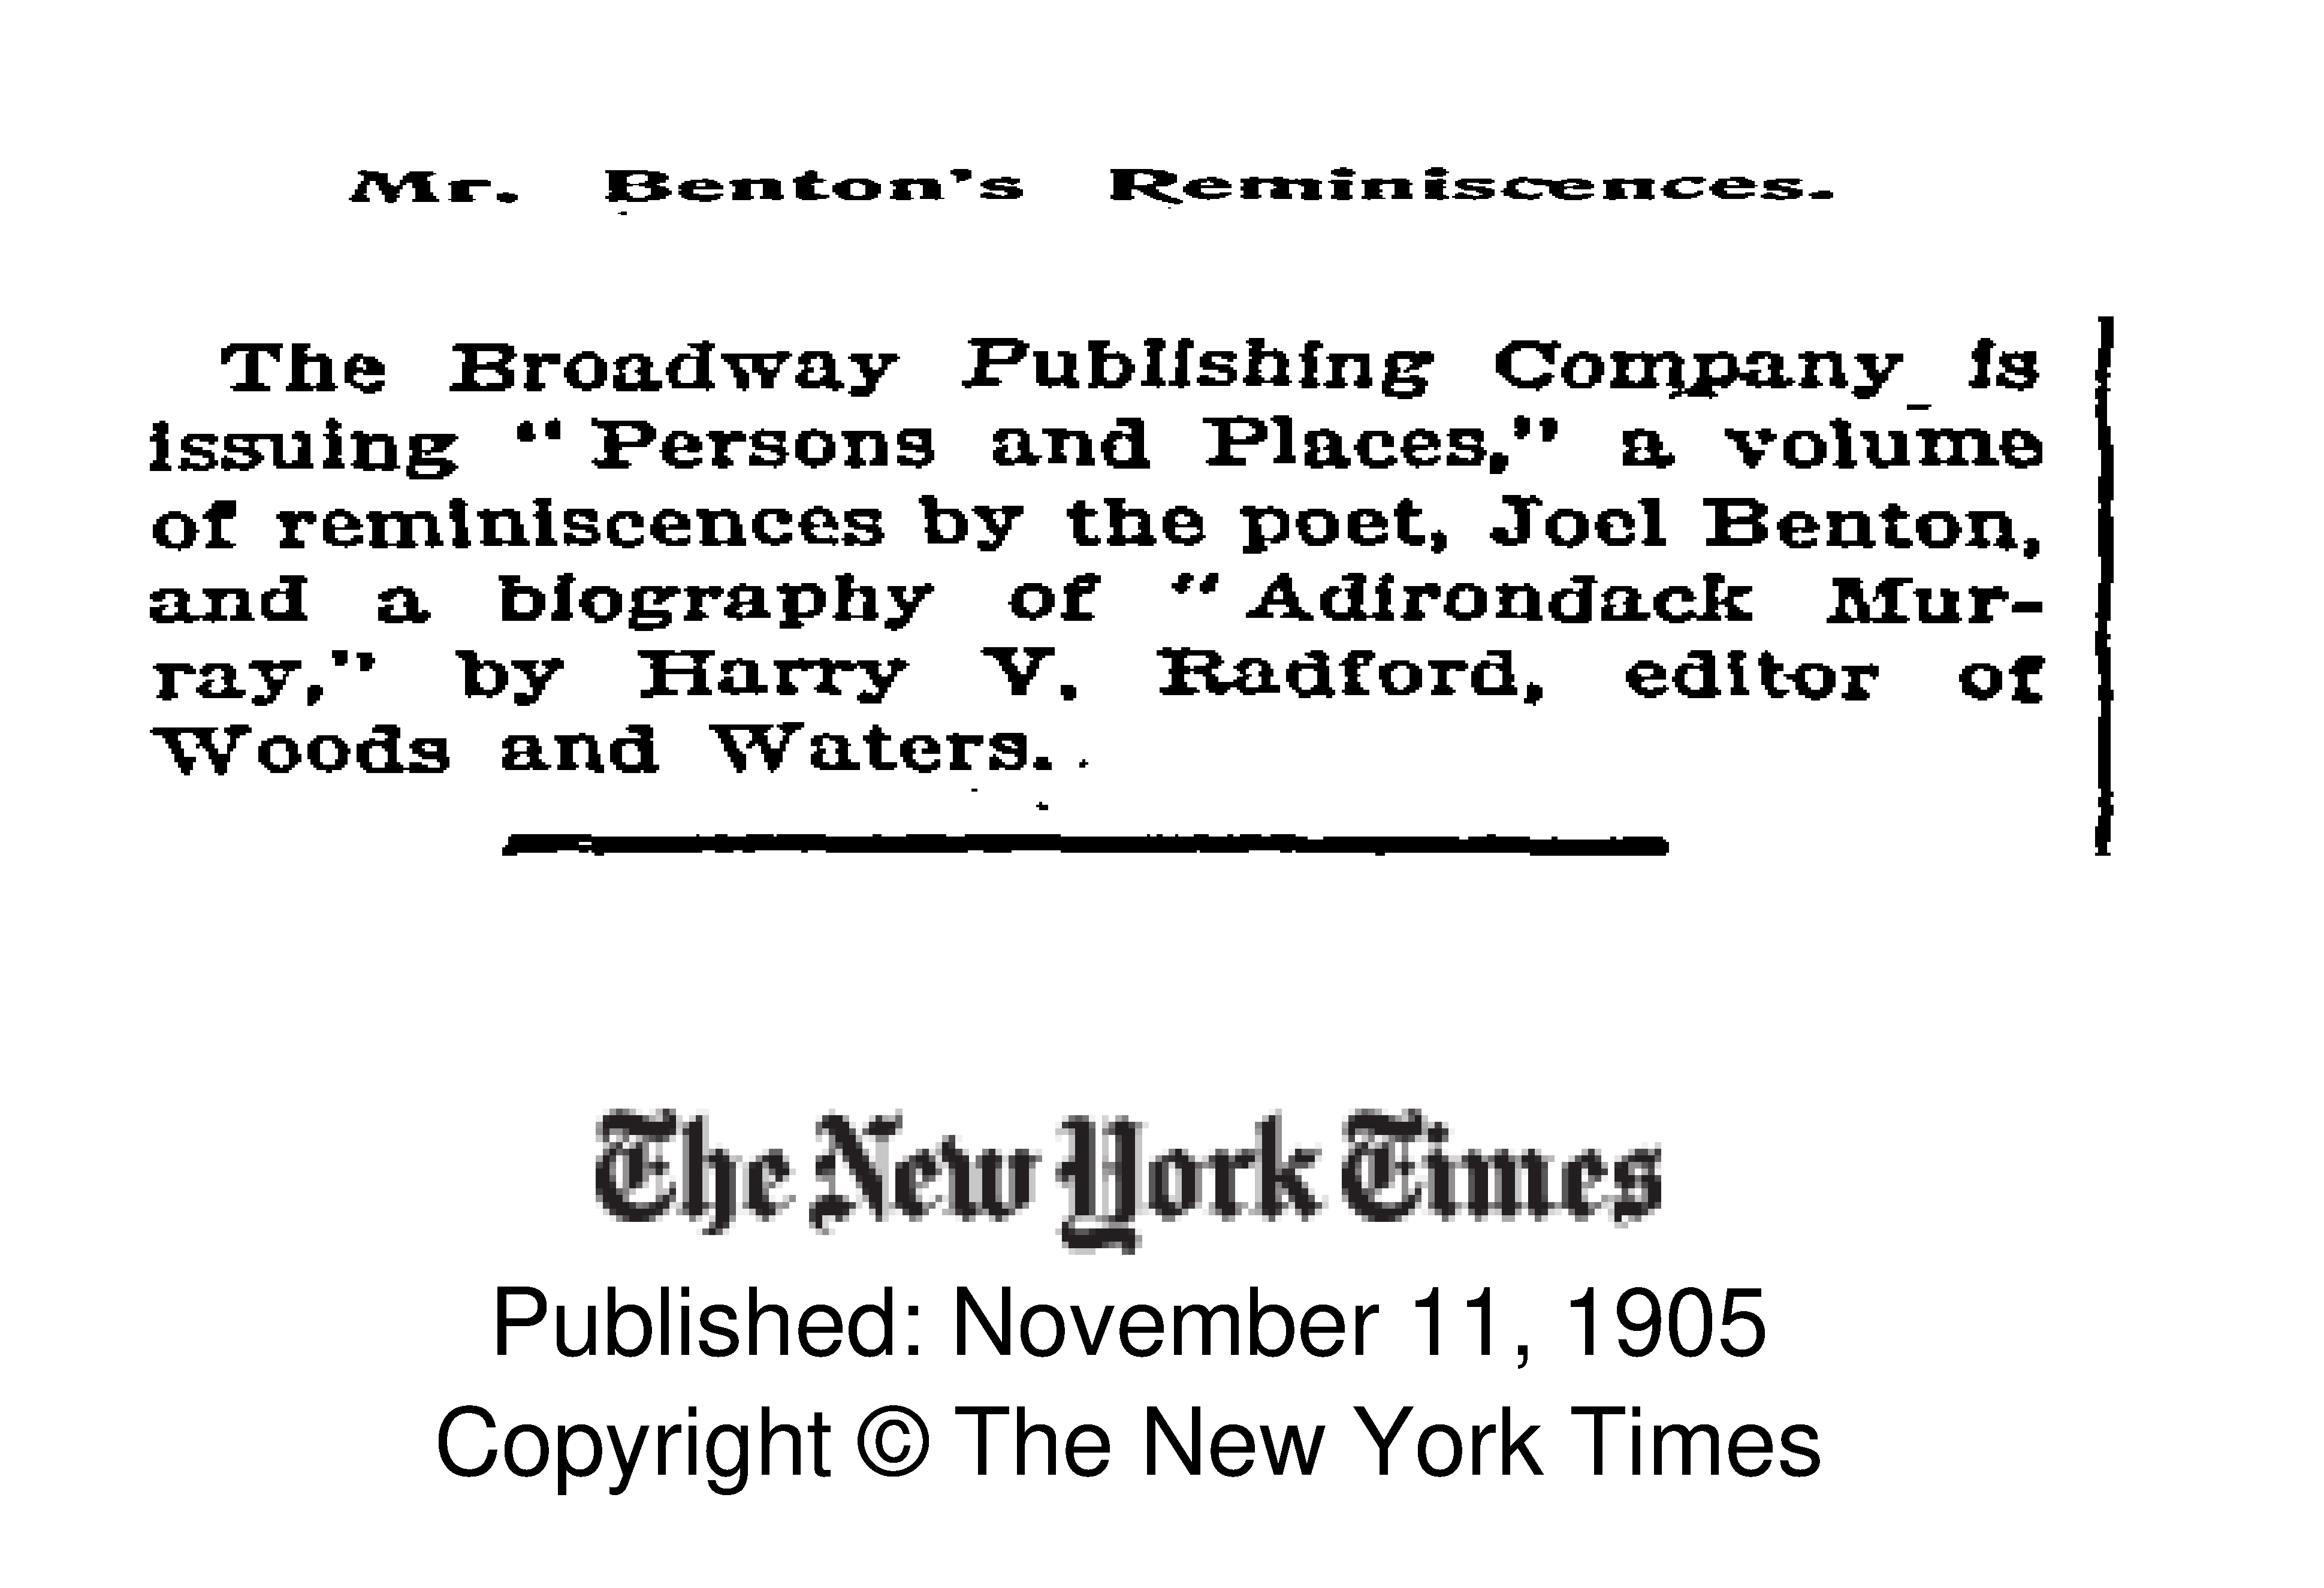 Mr. Benton's Reminiscences.
The Broadway Publishing Company is
issuing "Persons and Places," a volume
of reminiscences by the poet, Joel Benton,
and a biography of "Adirondack Mur-
ray," by Harry V. Radford, editor of
Woods and Waters.
The New York Times
Published: November 11, 1905
Copyright © The New York Times